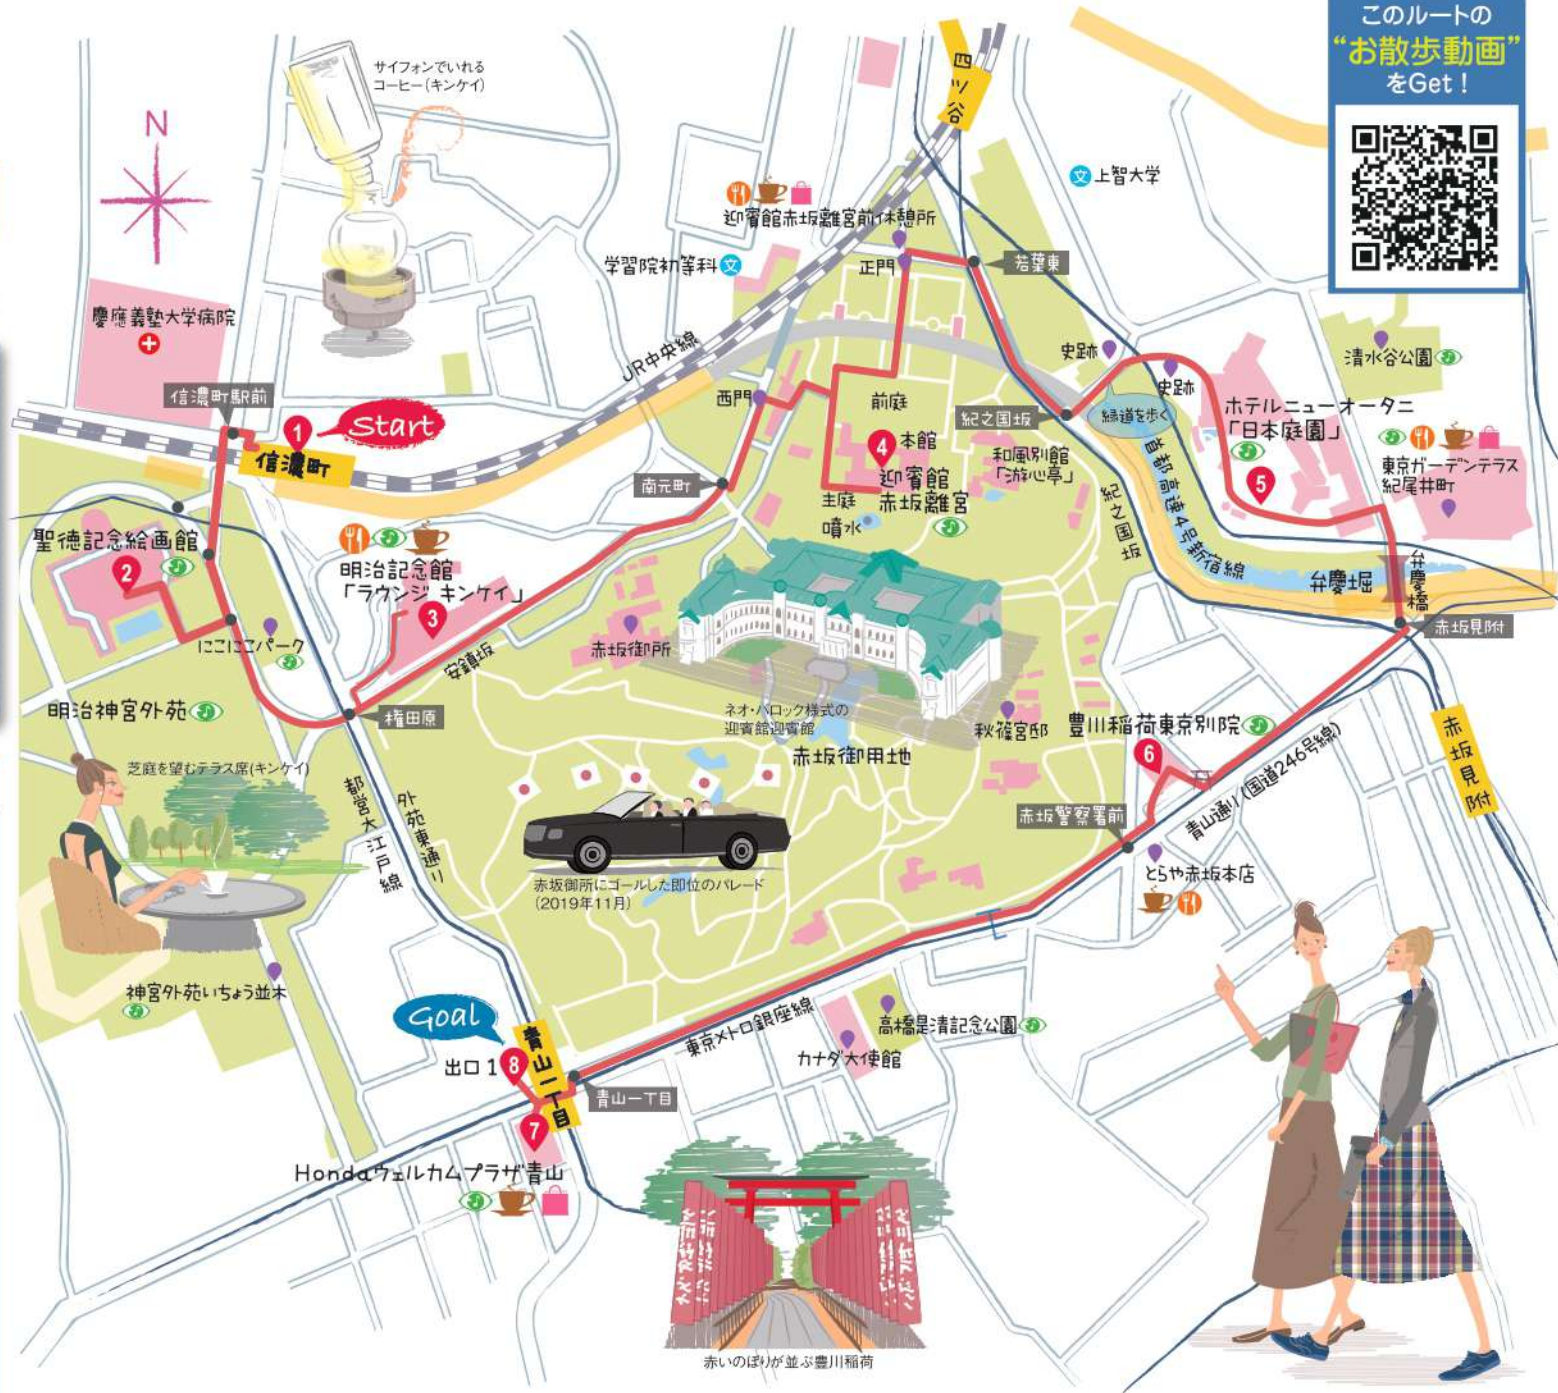 このルートの
“お散歩動画”
をGet！
サイフォンでいれる
コーヒー(キンケイ)
N
四ツ谷
上智大学
迎賓館赤坂離宮前休憩所
学習院初等科
正門
若葉東
慶應義塾大学病院
JR中央線
史跡
史跡
清水谷公園
信濃町駅前
1
Start
信濃町
西門
前庭
紀之国坂
緑道を歩く
ホテルニューオータニ
「日本庭園」
5
4
本館
迎賓館
赤坂離宮
和風別館
「游心亭」
東京ガーデンテラス
紀尾井町
南元町
主庭
噴水
紀之国坂
首都高速4号新宿線
弁慶堀
弁慶橋
赤坂見附
聖徳記念絵画館
2
明治記念館
「ラウンジ キンケイ」
3
にこにこパーク
安鎮坂
赤坂御所
明治神宮外苑
権田原
ネオ・バロック様式の
迎賓館迎賓館
赤坂御用地
秋篠宮邸
豊川稲荷東京別院
6
赤坂見附
芝庭を望むテラス席(キンケイ)
都営大江戸線
外苑東通り
赤坂警察署前
青山通り(国道246号線)
とらや赤坂本店
赤坂御所にゴールした即位のパレード
(2019年11月)
神宮外苑いちょう並木
Goal
出口1
8
青山一丁目
青山一丁目
東京メトロ銀座線
高橋是清記念公園
カナダ大使館
7
Hondaウェルカムプラザ青山
赤いのぼりが並ぶ豊川稲荷